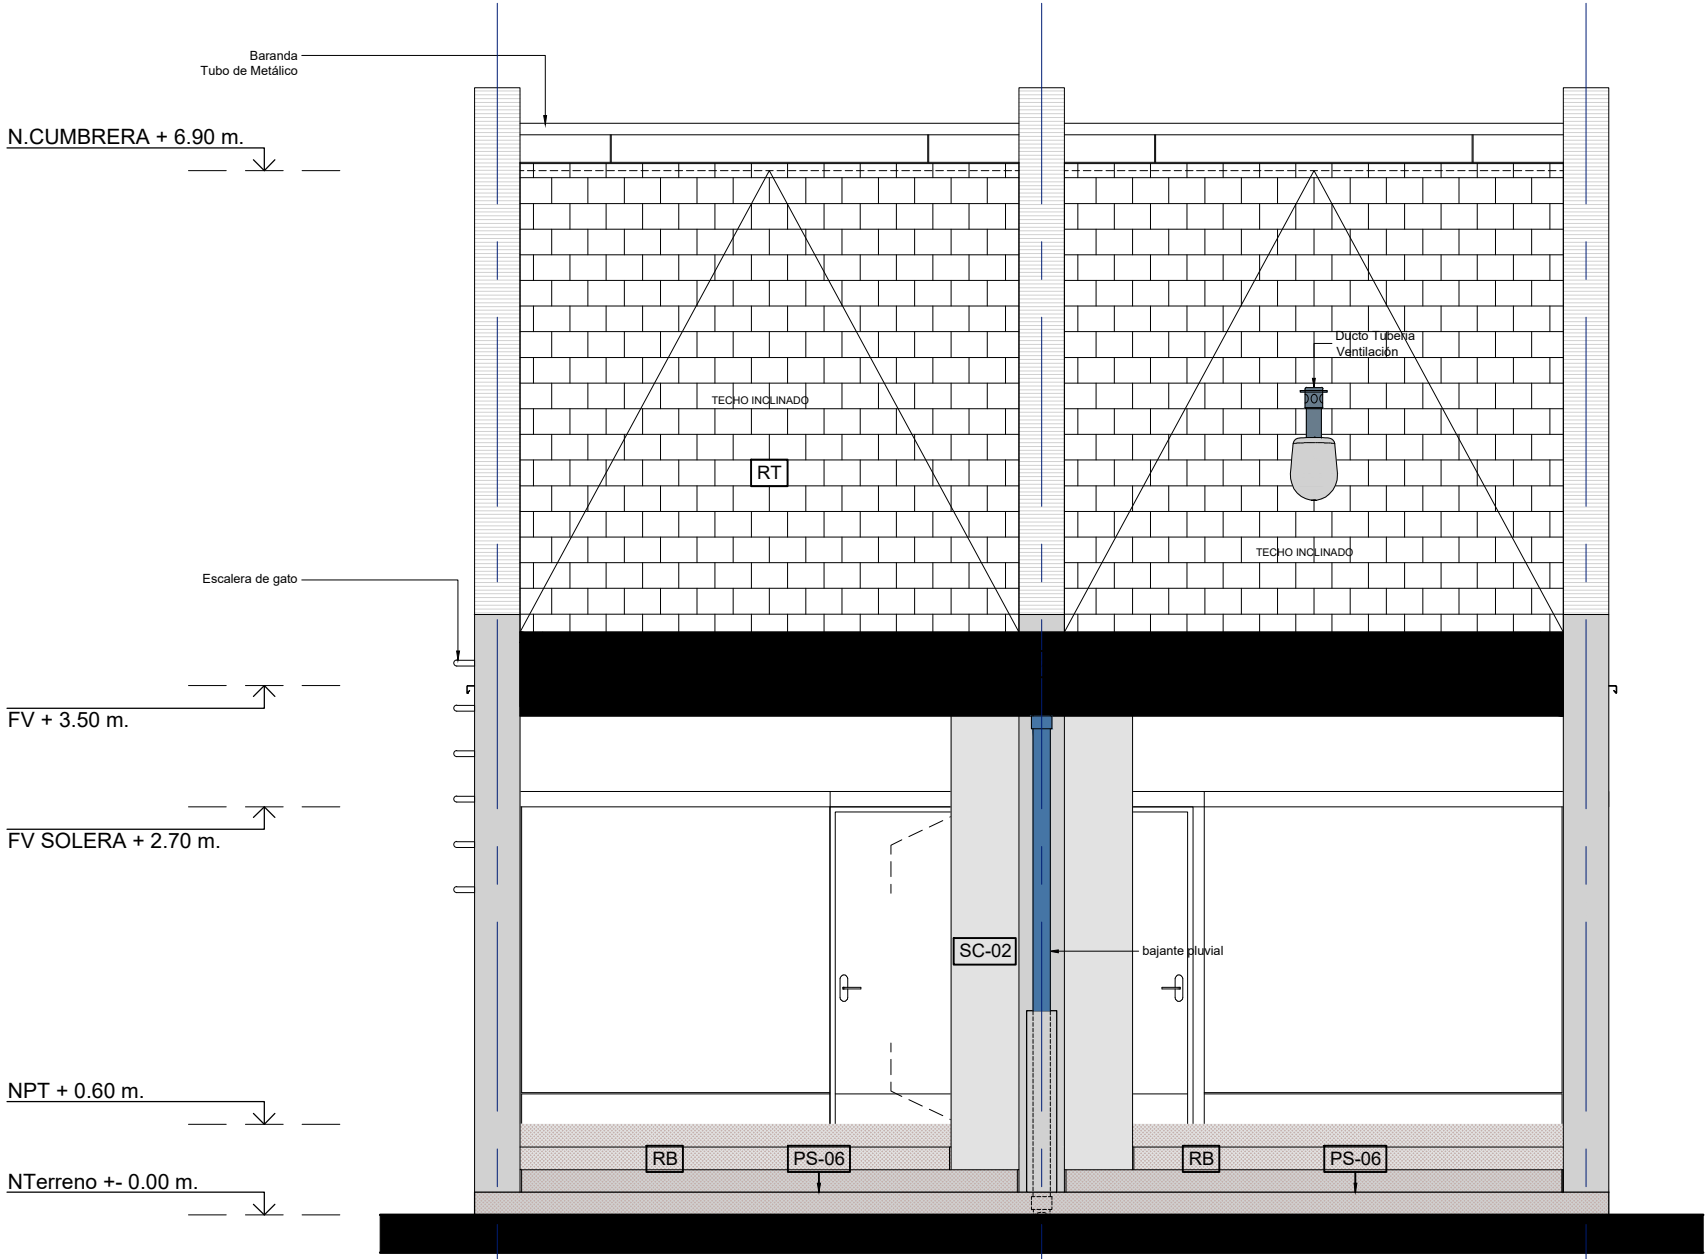 Baranda
Tubo de Metálico
N.CUMBRERA + 6.90 m.
Ducto Tuberia
Ventilación
TECHO INCLINADO
RT
TECHO INCLINADO
Escalera de gato
FV + 3.50 m.
FV SOLERA + 2.70 m.
SC-02
bajante pluvial
NPT + 0.60 m.
RB
PS-06
RB
PS-06
NTerreno +- 0.00 m.